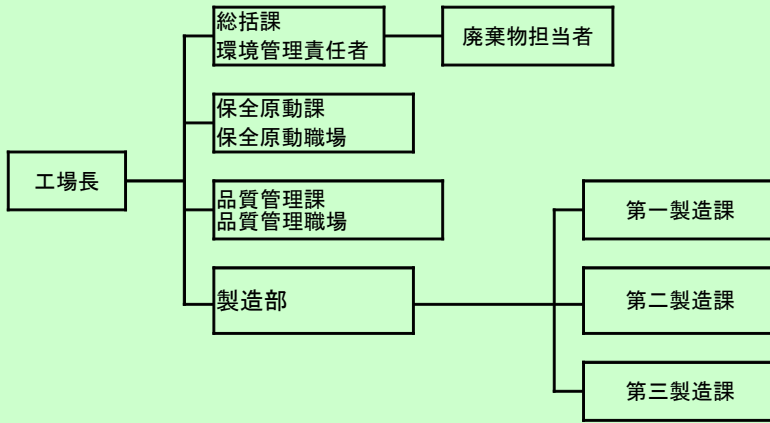 総括課
環境管理責任者
廃棄物担当者
保全原動課
保全原動職場
工場長
品質管理課
品質管理職場
第一製造課
製造部
第二製造課
第三製造課